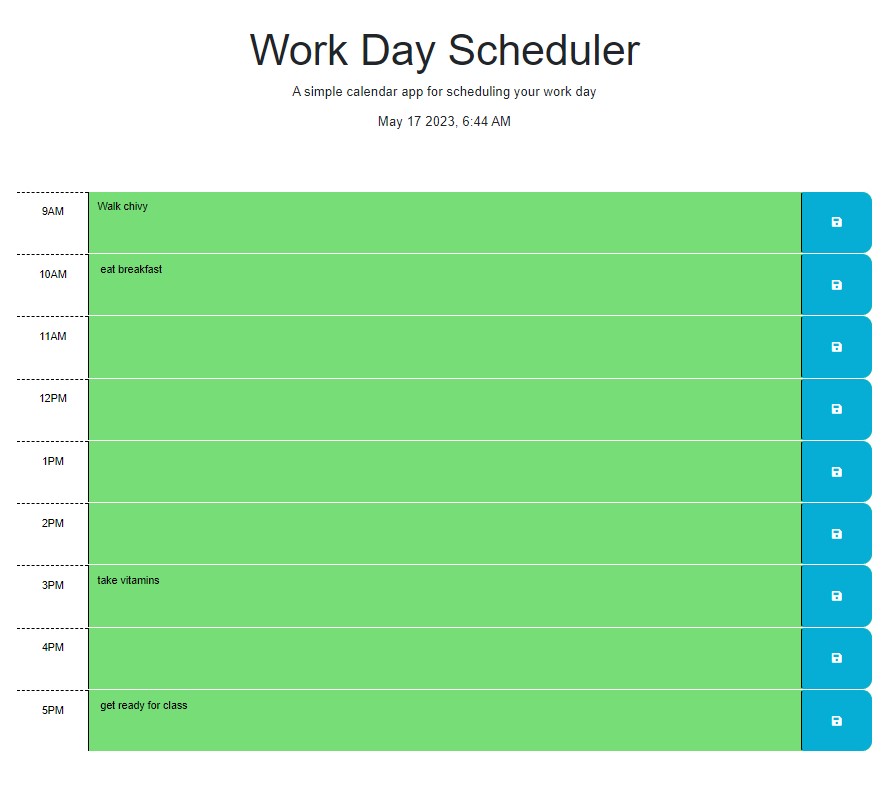 Work Day Scheduler
A simple calendar app for scheduling your work day
May 17 2023, 6:44 AM
9AM Walk chivy
10AM eat breakfast
11AM
12PM
1PM
2PM
3PM take vitamins
4PM
5PM get ready for class